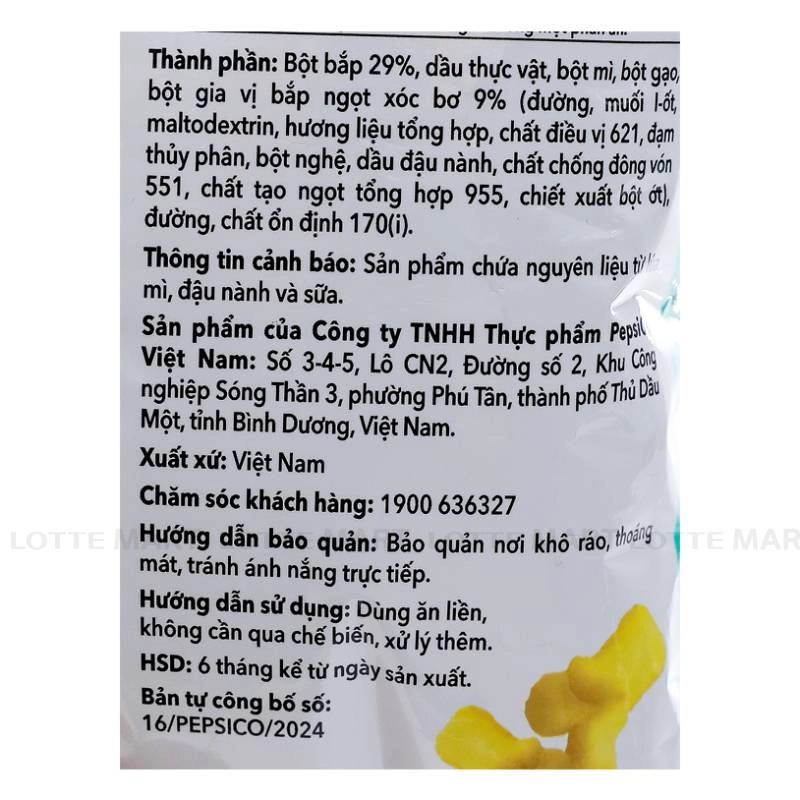 Thành phần: Bột bắp 29%, dầu thực vật, bột mì, bột gạo,
bột gia vị bắp ngọt xóc bơ 9% (đường, muối I-ốt,
maltodextrin, hương liệu tổng hợp, chất điều vị 621, đạm
thủy phân, bột nghệ, dầu đậu nành, chất chống đông vón
551, chất tạo ngọt tổng hợp 955, chiết xuất bột ớt),
đường, chất ổn định 170(i).
Thông tin cảnh báo: Sản phẩm chứa nguyên liệu từ
mì, đậu nành và sữa.
Sản phẩm của Công ty TNHH Thực phẩm
Việt Nam: Số 3-4-5, Lô CN2, Đường số 2, Khu Công
nghiệp Sóng Thần 3, phường Phú Tân, thành phố Thủ Dầu
Một, tỉnh Bình Dương, Việt Nam.
Xuất xứ: Việt Nam
Chăm sóc khách hàng: 1900 636327
LOTTE MART LOTTE MART LOTTE MART
Hướng dẫn bảo quản: Bảo quản nơi khô ráo, thoáng
mát, tránh ánh nắng trực tiếp.
Hướng dẫn sử dụng: Dùng ăn liền,
không cần qua chế biến, xử lý thêm.
HSD: 6 tháng kể từ ngày sản xuất.
Bản tự công bố số:
16/PEPSICO/2024